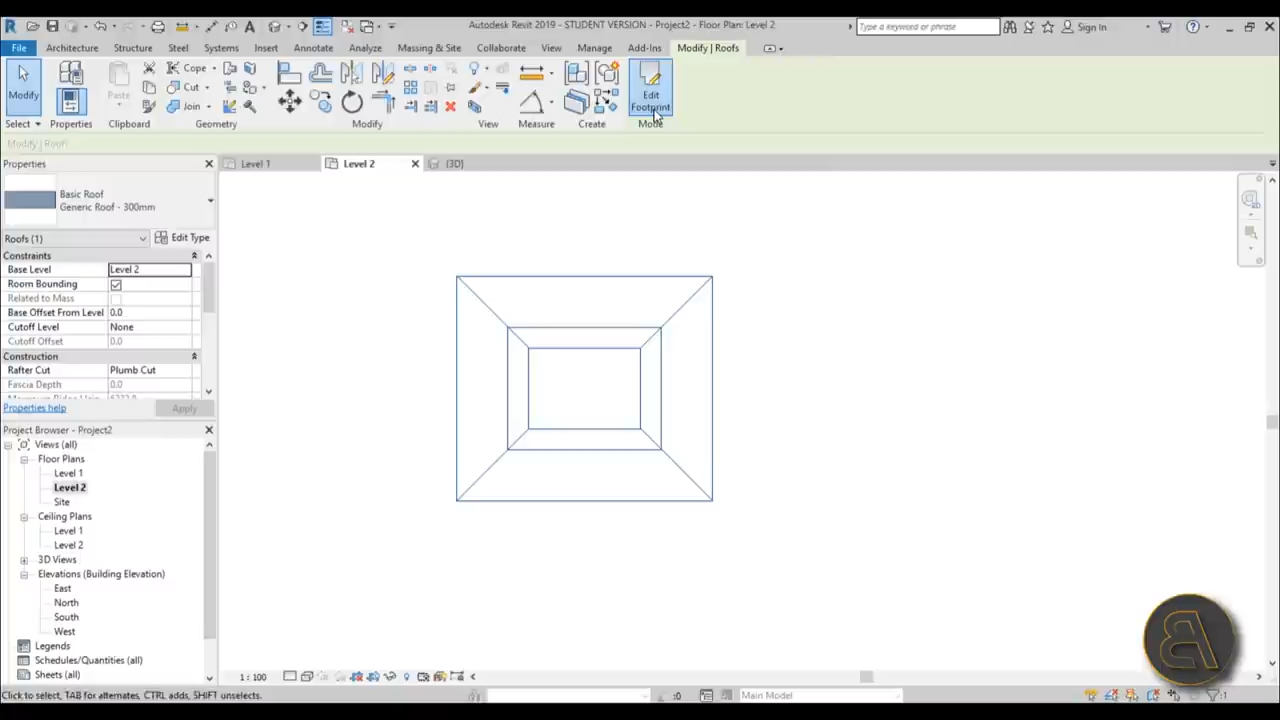 Autodesk Revit 2019 - STUDENT VERSION - Project2 - Floor Plan: Level 2
Type a keyword or phrase
Sign In
File Architecture Structure Steel Systems Insert Annotate Analyze Massing & Site Collaborate View Manage Add-Ins Modify | Roofs
Modify
Paste
Cope
Cut
Join
Edit
Footprint
Select Properties Clipboard Geometry Modify View Measure Create Mode
Modify | Roofs
Properties
Level 1
Level 2
{3D}
Basic Roof
Generic Roof - 300mm
Roofs (1)
Edit Type
Constraints
Base Level Level 2
Room Bounding
Related to Mass
Base Offset From Level 0.0
Cutoff Level None
Cutoff Offset 0.0
Construction
Rafter Cut Plumb Cut
Fascia Depth 0.0
Properties help
Apply
Project Browser - Project2
Views (all)
Floor Plans
Level 1
Level 2
Site
Ceiling Plans
Level 1
Level 2
3D Views
Elevations (Building Elevation)
East
North
South
West
Legends
Schedules/Quantities (all)
Sheets (all)
1 : 100
Click to select, TAB for alternates, CTRL adds, SHIFT unselects.
:0
Main Model
:1